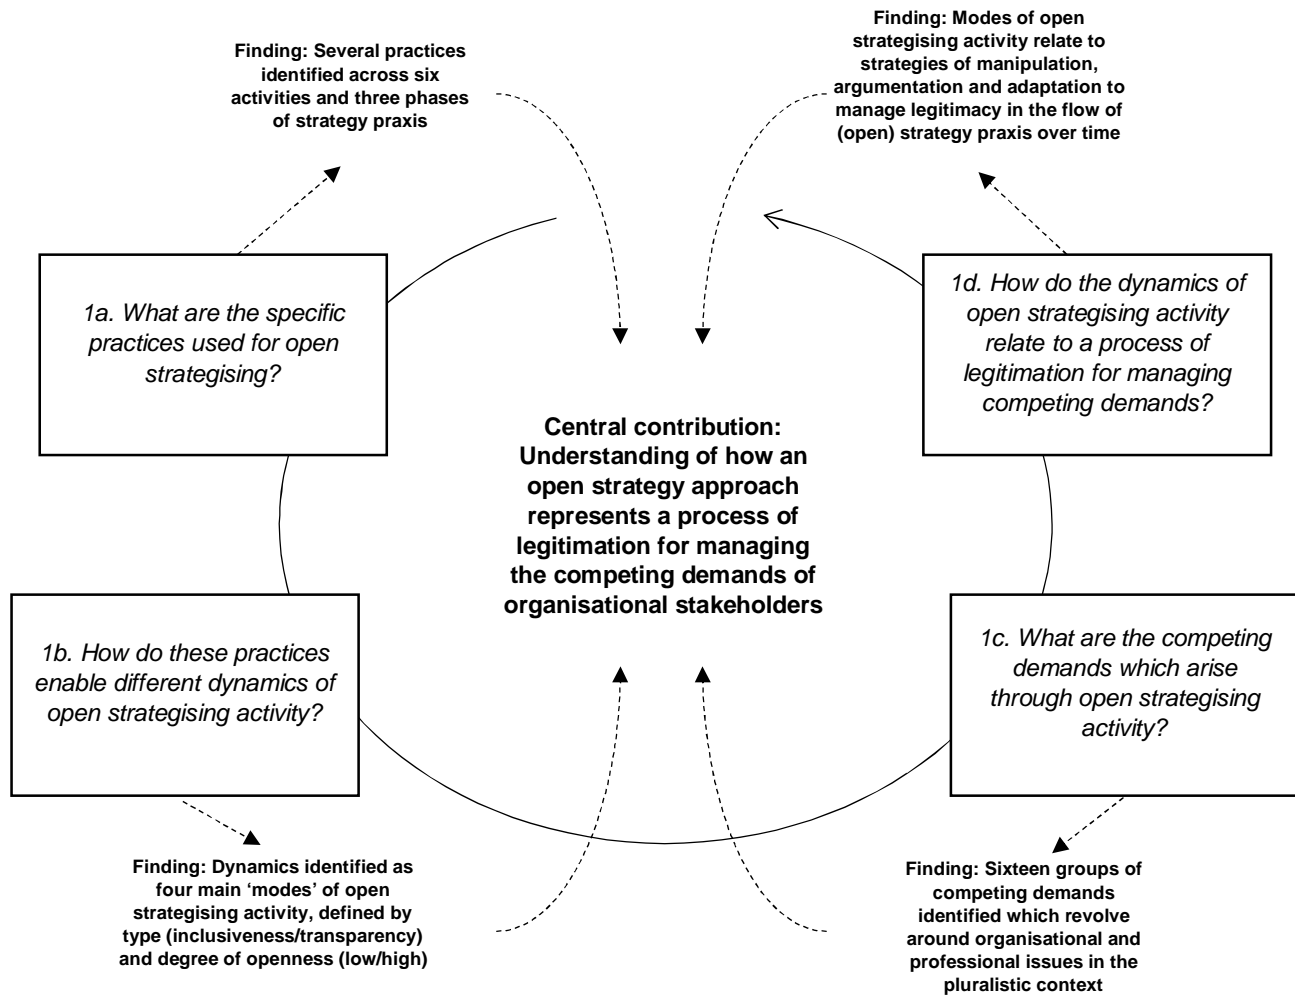 Finding: Several practices
identified across six
activities and three phases
of strategy praxis
Finding: Modes of open
strategising activity relate to
strategies of manipulation,
argumentation and adaptation to
manage legitimacy in the flow of
(open) strategy praxis over time
1a. What are the specific
practices used for open
strategising?
1d. How do the dynamics of
open strategising activity
relate to a process of
legitimation for managing
competing demands?
Central contribution:
Understanding of how an
open strategy approach
represents a process of
legitimation for managing
the competing demands of
organisational stakeholders
1b. How do these practices
enable different dynamics of
open strategising activity?
1c. What are the competing
demands which arise
through open strategising
activity?
Finding: Dynamics identified as
four main ‘modes’ of open
strategising activity, defined by
type (inclusiveness/transparency)
and degree of openness (low/high)
Finding: Sixteen groups of
competing demands
identified which revolve
around organisational and
professional issues in the
pluralistic context